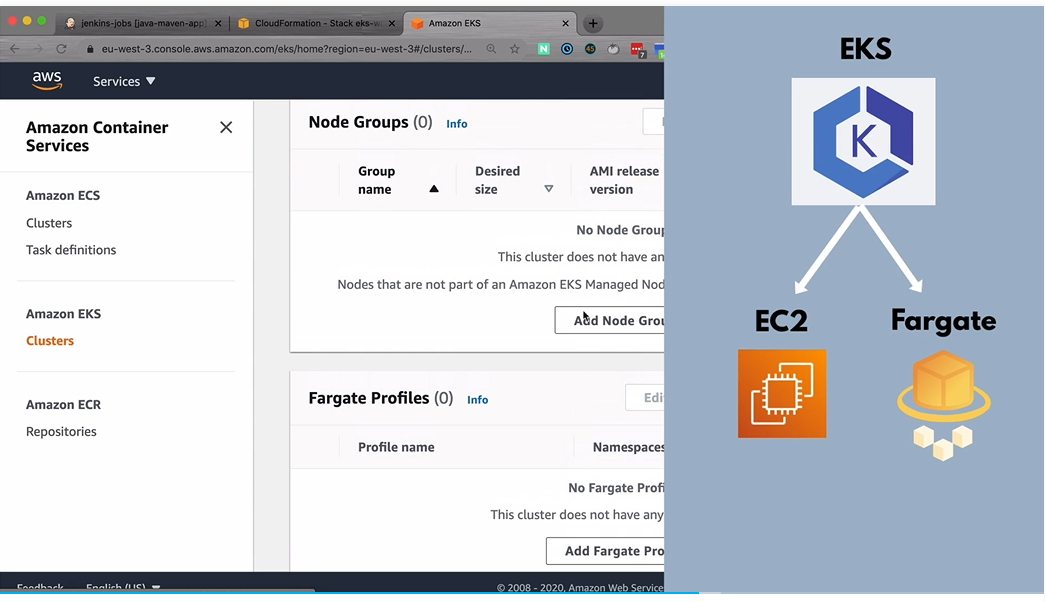 jenkins-jobs [java-maven-app]
CloudFormation - Stack eks-w
Amazon EKS
eu-west-3.console.aws.amazon.com/eks/home?region=eu-west-3#/clusters/...
N
45
7
aws
Services
Amazon Container
Services
Amazon ECS
Clusters
Task definitions
Amazon EKS
Clusters
Amazon ECR
Repositories
Node Groups (0) Info
Group
name
Desired
size
AMI release
version
No Node Group
This cluster does not have an
Nodes that are not part of an Amazon EKS Managed Nod
Add Node Grou
Fargate Profiles (0) Info
Edi
Profile name
Namespaces
No Fargate Profi
This cluster does not have any
Add Fargate Pro
Feedback
English (US)
© 2008 - 2020, Amazon Web Service
EKS
K
EC2
Fargate